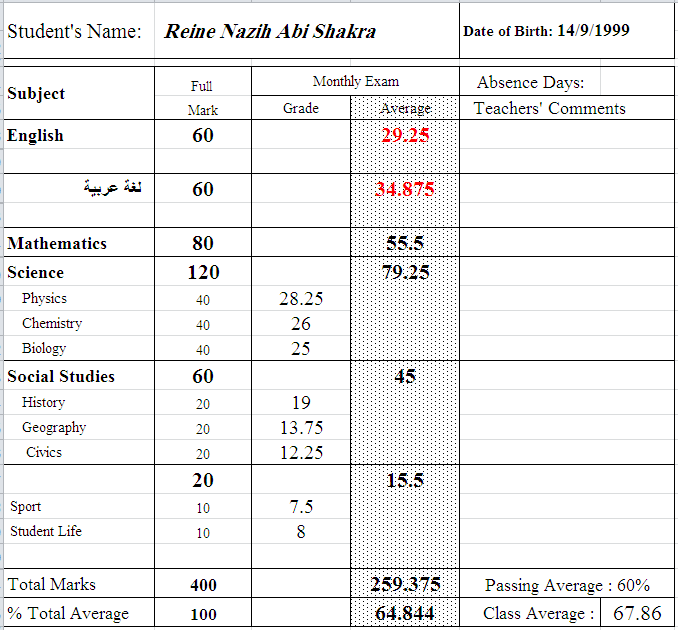 Student's Name: Reine Nazih Abi Shakra Date of Birth: 14/9/1999
Subject Full Mark Monthly Exam Absence Days:
Grade Average Teachers' Comments
English 60 29.25
لغة عربية 60 34.875
Mathematics 80 55.5
Science 120 79.25
Physics 40 28.25
Chemistry 40 26
Biology 40 25
Social Studies 60 45
History 20 19
Geography 20 13.75
Civics 20 12.25
20 15.5
Sport 10 7.5
Student Life 10 8
Total Marks 400 259.375 Passing Average : 60%
% Total Average 100 64.844 Class Average : 67.86